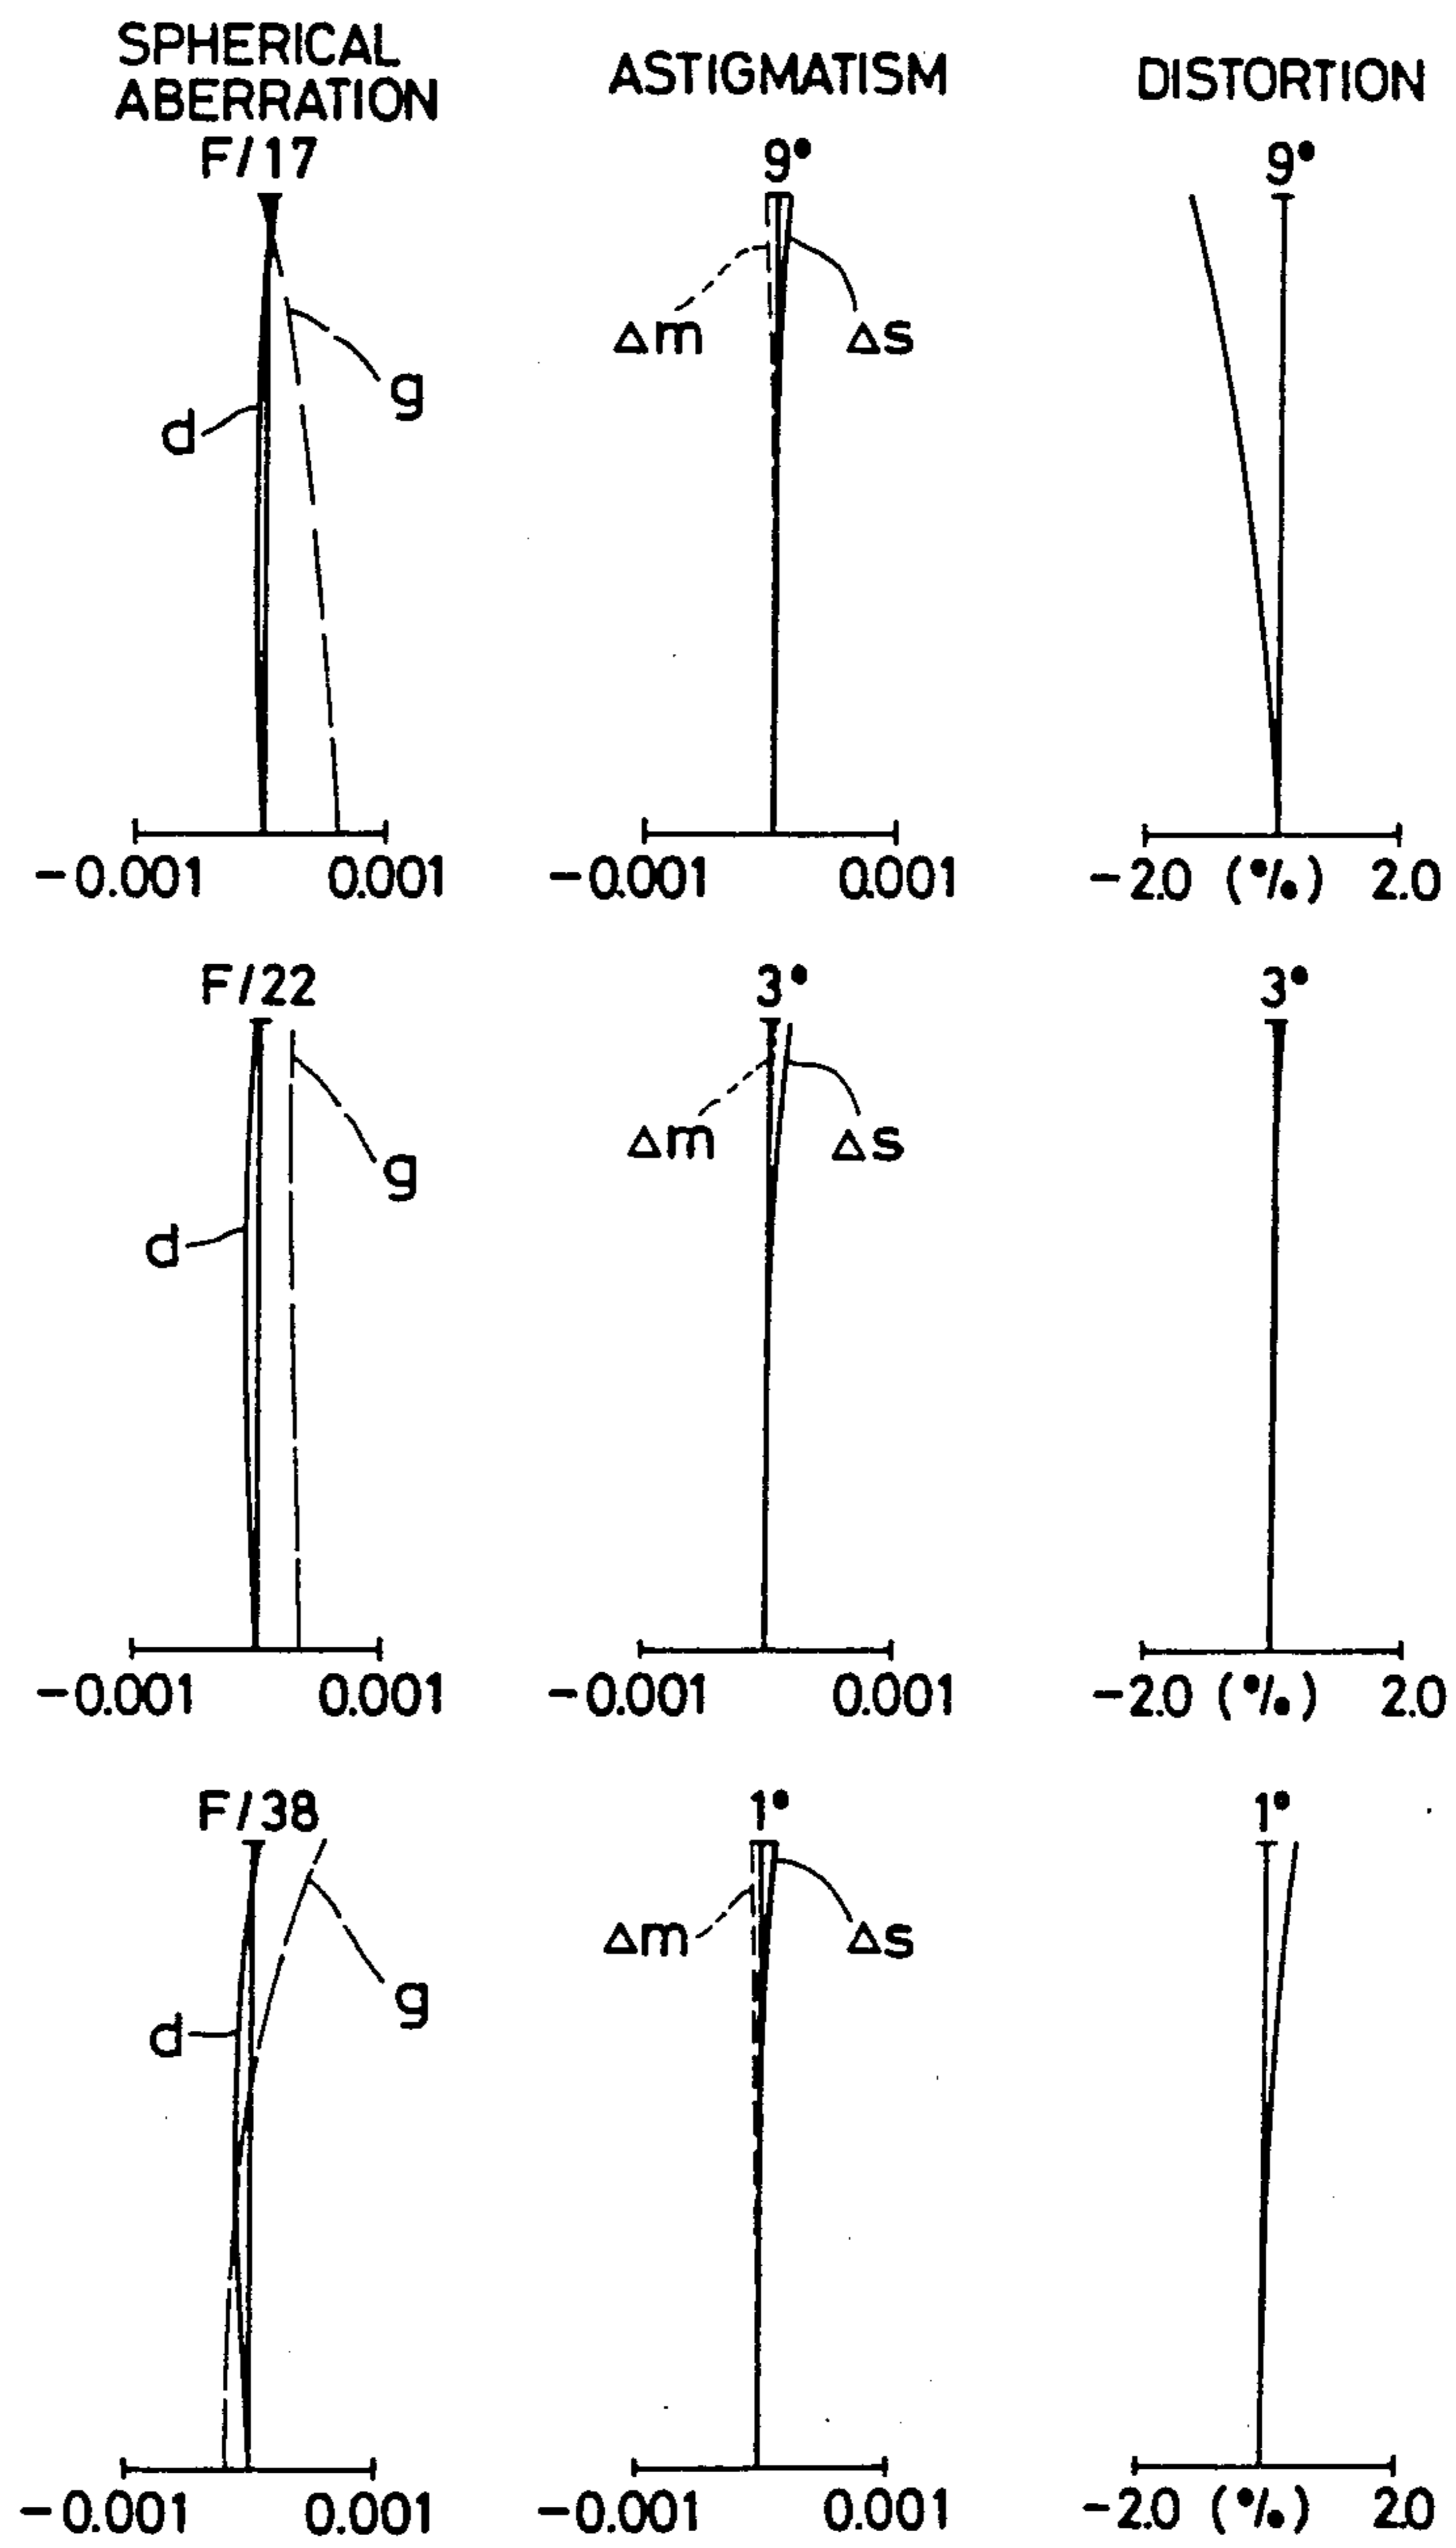 SPHERICAL
ABERRATION
ASTIGMATISM
DISTORTION
F/17
9°
9°
Δm
Δs
g
d
-0.001
0.001
-0.001
0.001
-2.0 (%) 2.0
F/22
3°
3°
Δm
Δs
g
d
-0.001
0.001
-0.001
0.001
-2.0 (%) 2.0
F/38
1°
1°
Δm
Δs
g
d
-0.001
0.001
-0.001
0.001
-2.0 (%) 2.0